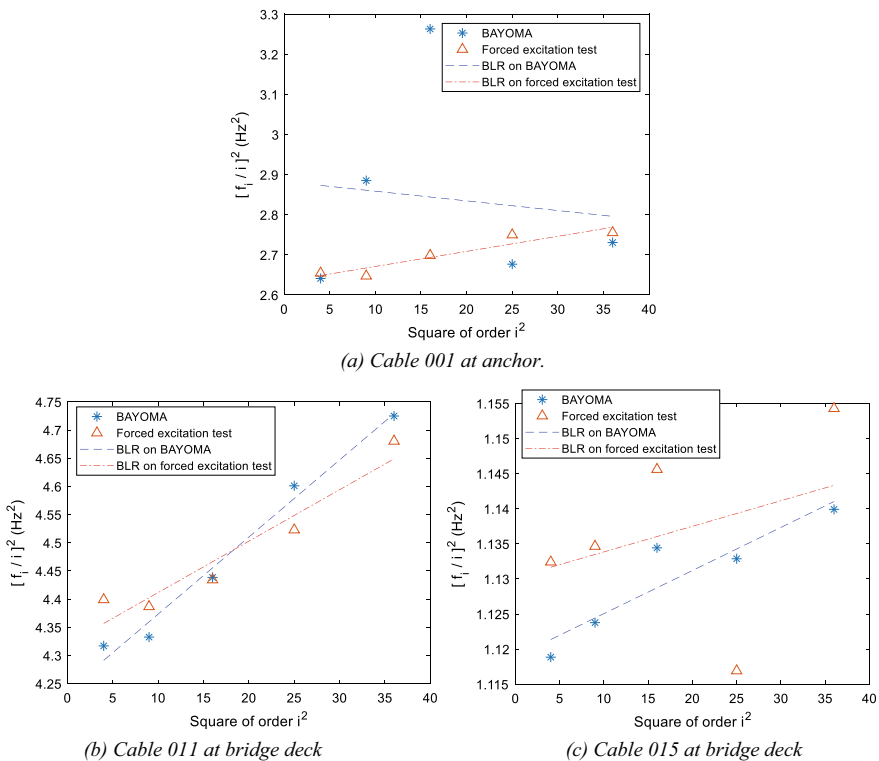 3.3
3.2
3.1
3
2.9
2.8
2.7
2.6
[ f_i / i ]^2 (Hz^2)
BAYOMA
Forced excitation test
BLR on BAYOMA
BLR on forced excitation test
0 5 10 15 20 25 30 35 40
Square of order i^2
(a) Cable 001 at anchor.
4.75
4.7
4.65
4.6
4.55
4.5
4.45
4.4
4.35
4.3
4.25
[ f_i / i ]^2 (Hz^2)
BAYOMA
Forced excitation test
BLR on BAYOMA
BLR on forced excitation test
0 5 10 15 20 25 30 35 40
Square of order i^2
(b) Cable 011 at bridge deck
1.155
1.15
1.145
1.14
1.135
1.13
1.125
1.12
1.115
[ f_i / i ]^2 (Hz^2)
BAYOMA
Forced excitation test
BLR on BAYOMA
BLR on forced excitation test
0 5 10 15 20 25 30 35 40
Square of order i^2
(c) Cable 015 at bridge deck